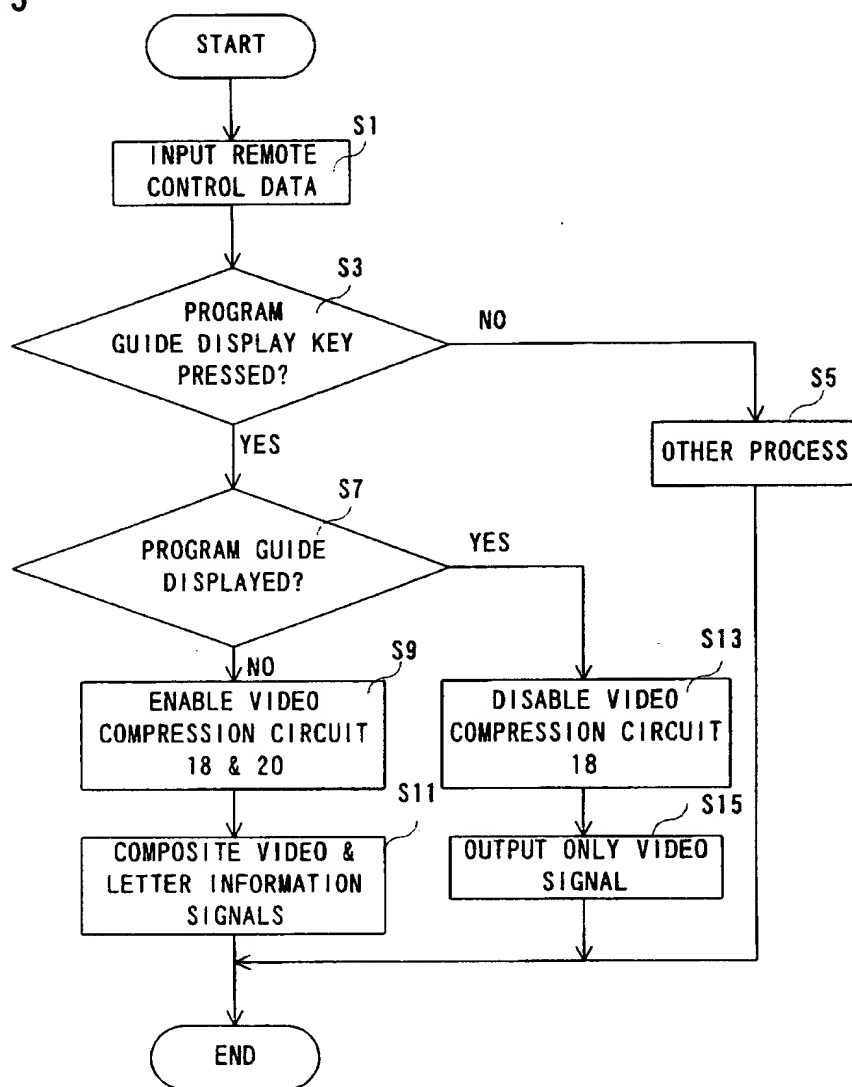 START
S1
INPUT REMOTE
CONTROL DATA
S3
PROGRAM
GUIDE DISPLAY KEY
PRESSED?
NO
S5
OTHER PROCESS
YES
S7
PROGRAM GUIDE
DISPLAYED?
YES
NO
S9
ENABLE VIDEO
COMPRESSION CIRCUIT
18 & 20
S13
DISABLE VIDEO
COMPRESSION CIRCUIT
18
S11
COMPOSITE VIDEO &
LETTER INFORMATION
SIGNALS
S15
OUTPUT ONLY VIDEO
SIGNAL
END